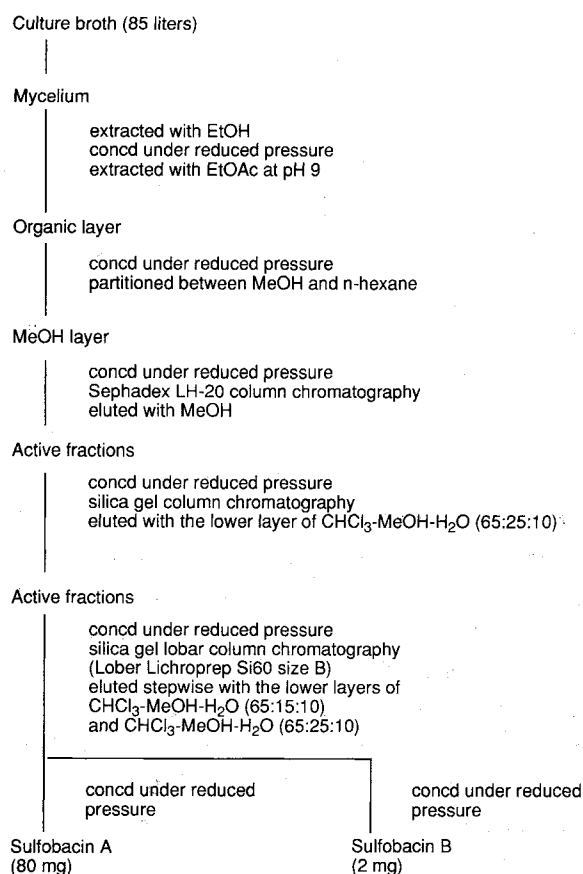 Culture broth (85 liters)
Mycelium
extracted with EtOH
concd under reduced pressure
extracted with EtOAc at pH 9
Organic layer
concd under reduced pressure
partitioned between MeOH and n-hexane
MeOH layer
concd under reduced pressure
Sephadex LH-20 column chromatography
eluted with MeOH
Active fractions
concd under reduced pressure
silica gel column chromatography
eluted with the lower layer of CHCl₃-MeOH-H₂O (65:25:10)
Active fractions
concd under reduced pressure
silica gel lobar column chromatography
(Lober Lichroprep Si60 size B)
eluted stepwise with the lower layers of
CHCl₃-MeOH-H₂O (65:15:10)
and CHCl₃-MeOH-H₂O (65:25:10)
concd under reduced
pressure
concd under reduced
pressure
Sulfobacin A
(80 mg)
Sulfobacin B
(2 mg)